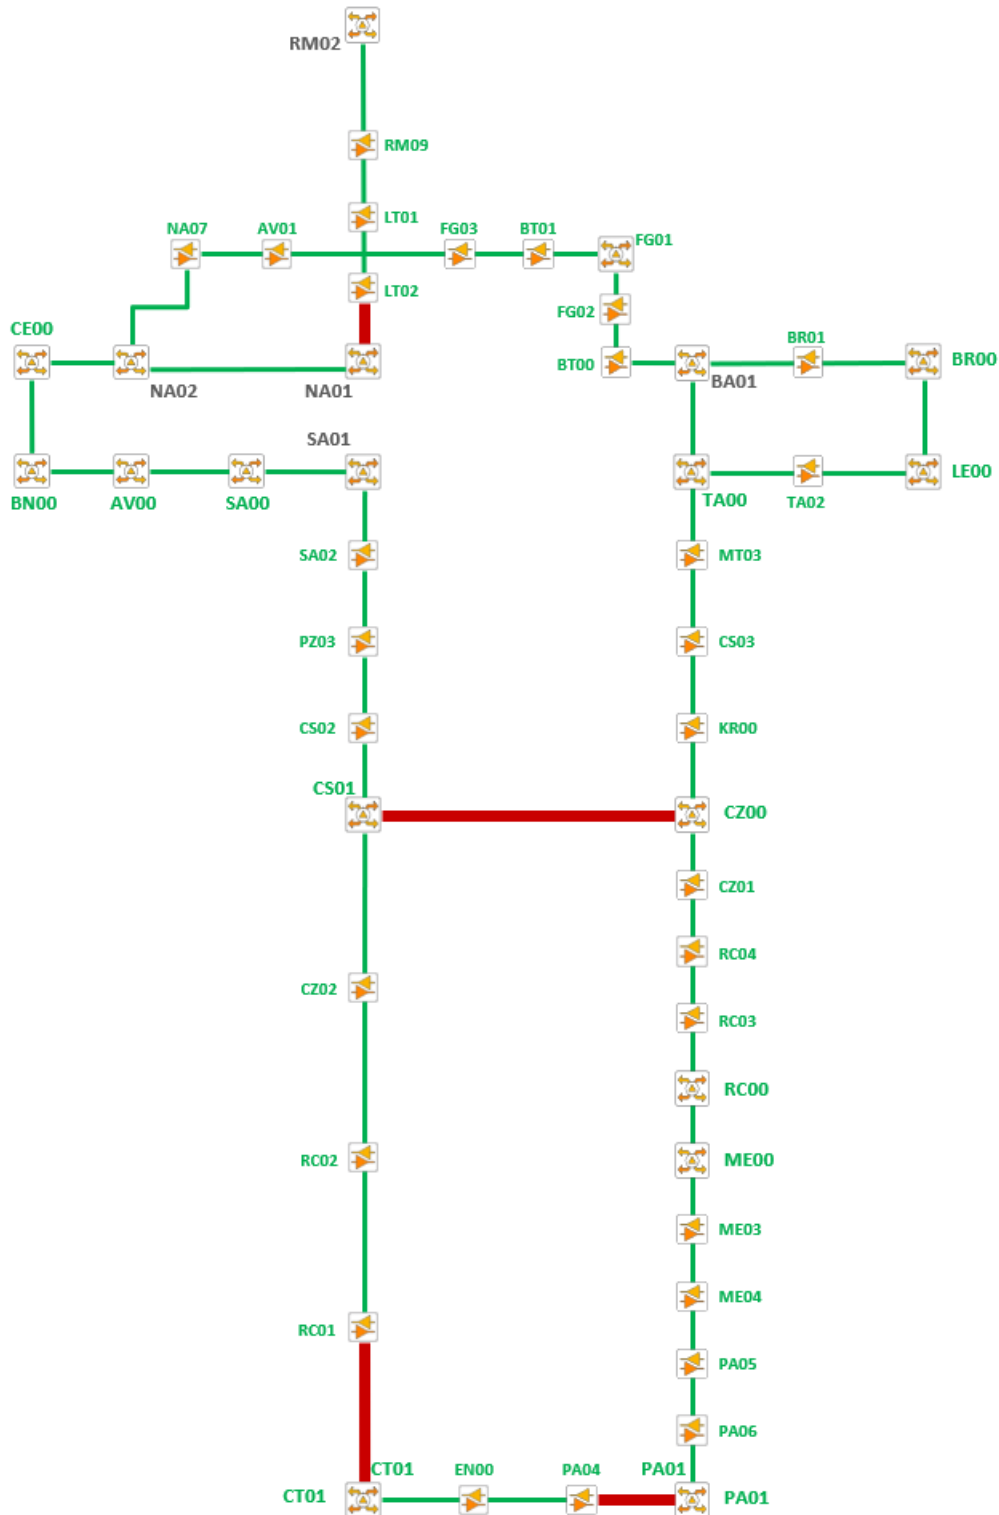 RM02
RM09
LT01
NA07
AV01
FG03
BT01
FG01
LT02
FG02
CE00
BR01
BT00
BR00
NA02
NA01
BA01
SA01
BN00
AV00
SA00
TA00
TA02
LE00
SA02
MT03
PZ03
CS03
CS02
KR00
CS01
CZ00
CZ01
RC04
CZ02
RC03
RC00
RC02
ME00
ME03
ME04
RC01
PA05
PA06
CT01
EN00
PA04
PA01
CT01
PA01